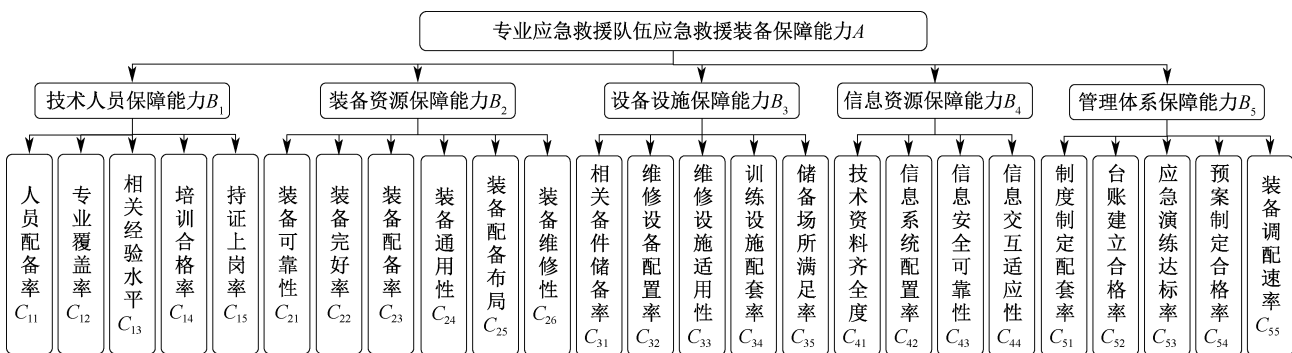 专业应急救援队伍应急救援装备保障能力A
技术人员保障能力B₁
装备资源保障能力B₂
设备设施保障能力B₃
信息资源保障能力B₄
管理体系保障能力B₅
人员配备率C₁₁
专业覆盖率C₁₂
相关经验水平C₁₃
培训合格率C₁₄
持证上岗率C₁₅
装备可靠性C₂₁
装备完好率C₂₂
装备配备率C₂₃
装备通用性C₂₄
装备配备布局C₂₅
装备维修性C₂₆
相关备件储备率C₃₁
维修设备配置率C₃₂
维修设施适用性C₃₃
训练设施配套率C₃₄
储备场所满足率C₃₅
技术资料齐全度C₄₁
信息系统配置率C₄₂
信息安全可靠性C₄₃
信息交互适应性C₄₄
制度制定配套率C₅₁
台账建立合格率C₅₂
应急演练达标率C₅₃
预案制定合格率C₅₄
装备调配速率C₅₅